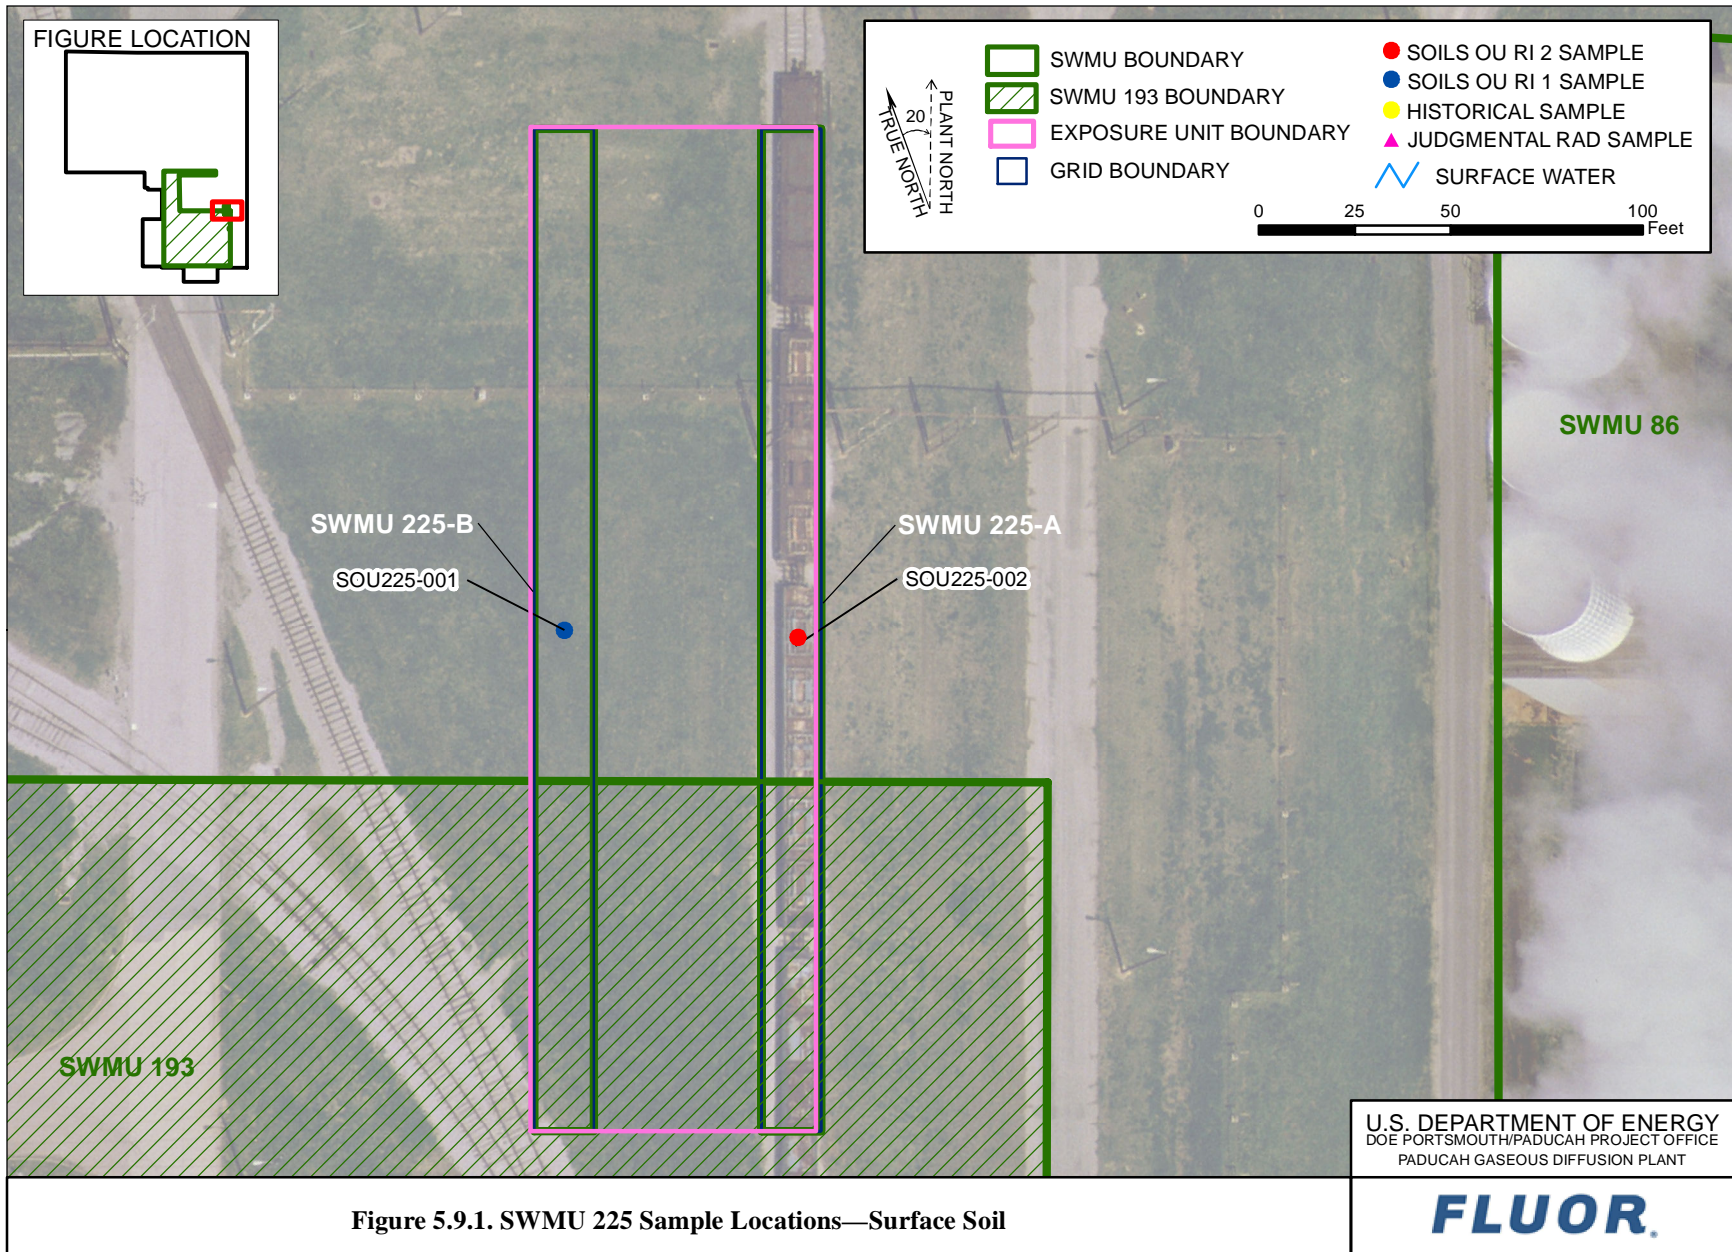 FIGURE LOCATION
TRUE NORTH
20
PLANT NORTH
SWMU BOUNDARY
SWMU 193 BOUNDARY
EXPOSURE UNIT BOUNDARY
GRID BOUNDARY
SOILS OU RI 2 SAMPLE
SOILS OU RI 1 SAMPLE
HISTORICAL SAMPLE
JUDGMENTAL RAD SAMPLE
SURFACE WATER
0 25 50 100
Feet
SWMU 86
SWMU 225-B
SWMU 225-A
SOU225-001
SOU225-002
SWMU 193
U.S. DEPARTMENT OF ENERGY
DOE PORTSMOUTH/PADUCAH PROJECT OFFICE
PADUCAH GASEOUS DIFFUSION PLANT
Figure 5.9.1. SWMU 225 Sample Locations—Surface Soil
FLUOR®